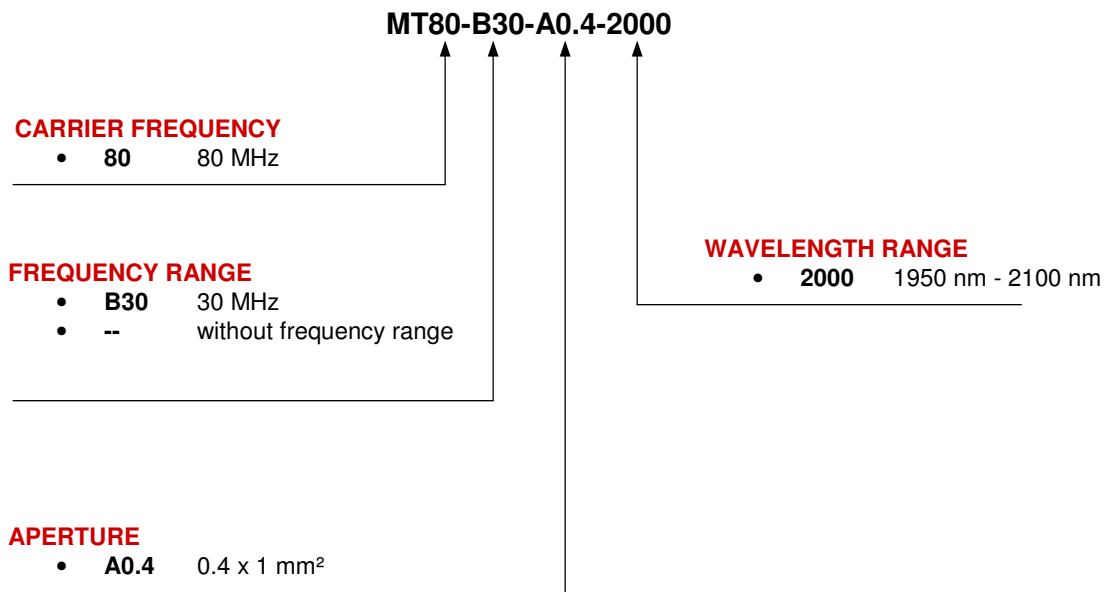 MT80-B30-A0.4-2000
CARRIER FREQUENCY
• 80 80 MHz
FREQUENCY RANGE
• B30 30 MHz
• -- without frequency range
WAVELENGTH RANGE
• 2000 1950 nm - 2100 nm
APERTURE
• A0.4 0.4 x 1 mm²